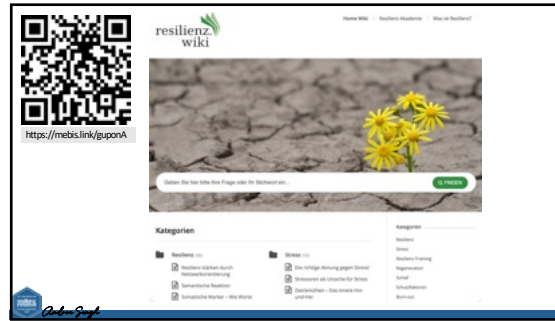 https://mebis.link/guponA
resilienz.
wiki
Home Wiki / Resilienz Akademie / Was ist Resilienz?
Geben Sie hier bitte Ihre Frage oder Ihr Stichwort ein...
FINDEN
Kategorien
Resilienz
Resilienz stärken durch
Netzwerkorientierung
Semantische Reaktion
Somatische Marker – Wie Worte
Stress
Die richtige Atmung gegen Stress!
Stressoren als Ursache für Stress
Zwickmühlen – Das innere Hin-
und-Her
Kategorien
Resilienz
Stress
Resilienz-Training
Regeneration
Schlaf
Schutzfaktoren
Burn-out